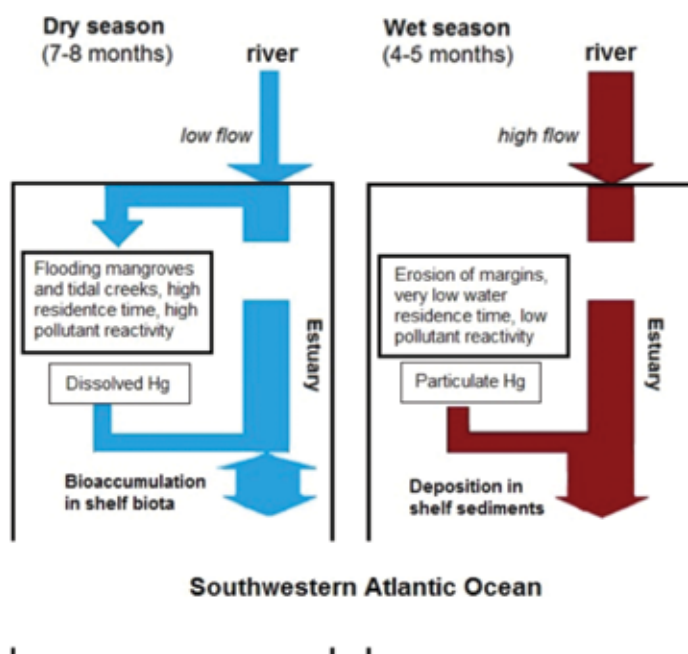 Dry season
(7-8 months)
river
low flow
Flooding mangroves
and tidal creeks, high
residentce time, high
pollutant reactivity
Dissolved Hg
Estuary
Bioaccumulation
in shelf biota
Wet season
(4-5 months)
river
high flow
Erosion of margins,
very low water
residence time, low
pollutant reactivity
Particulate Hg
Estuary
Deposition in
shelf sediments
Southwestern Atlantic Ocean